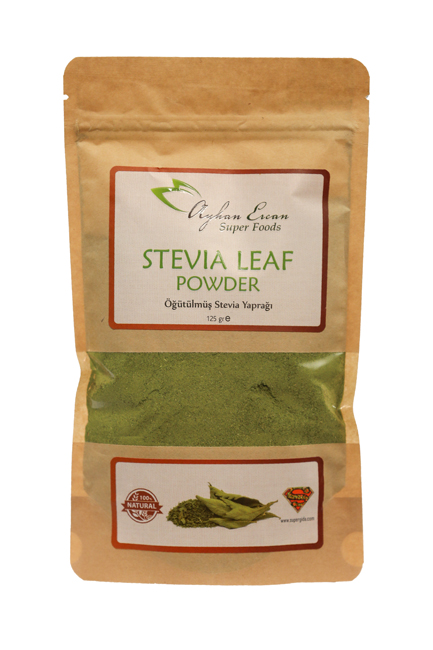 Ayhan Ercan
Super Foods
STEVIA LEAF
POWDER
Öğütülmüş Stevia Yaprağı
125 gr e
100%
NATURAL